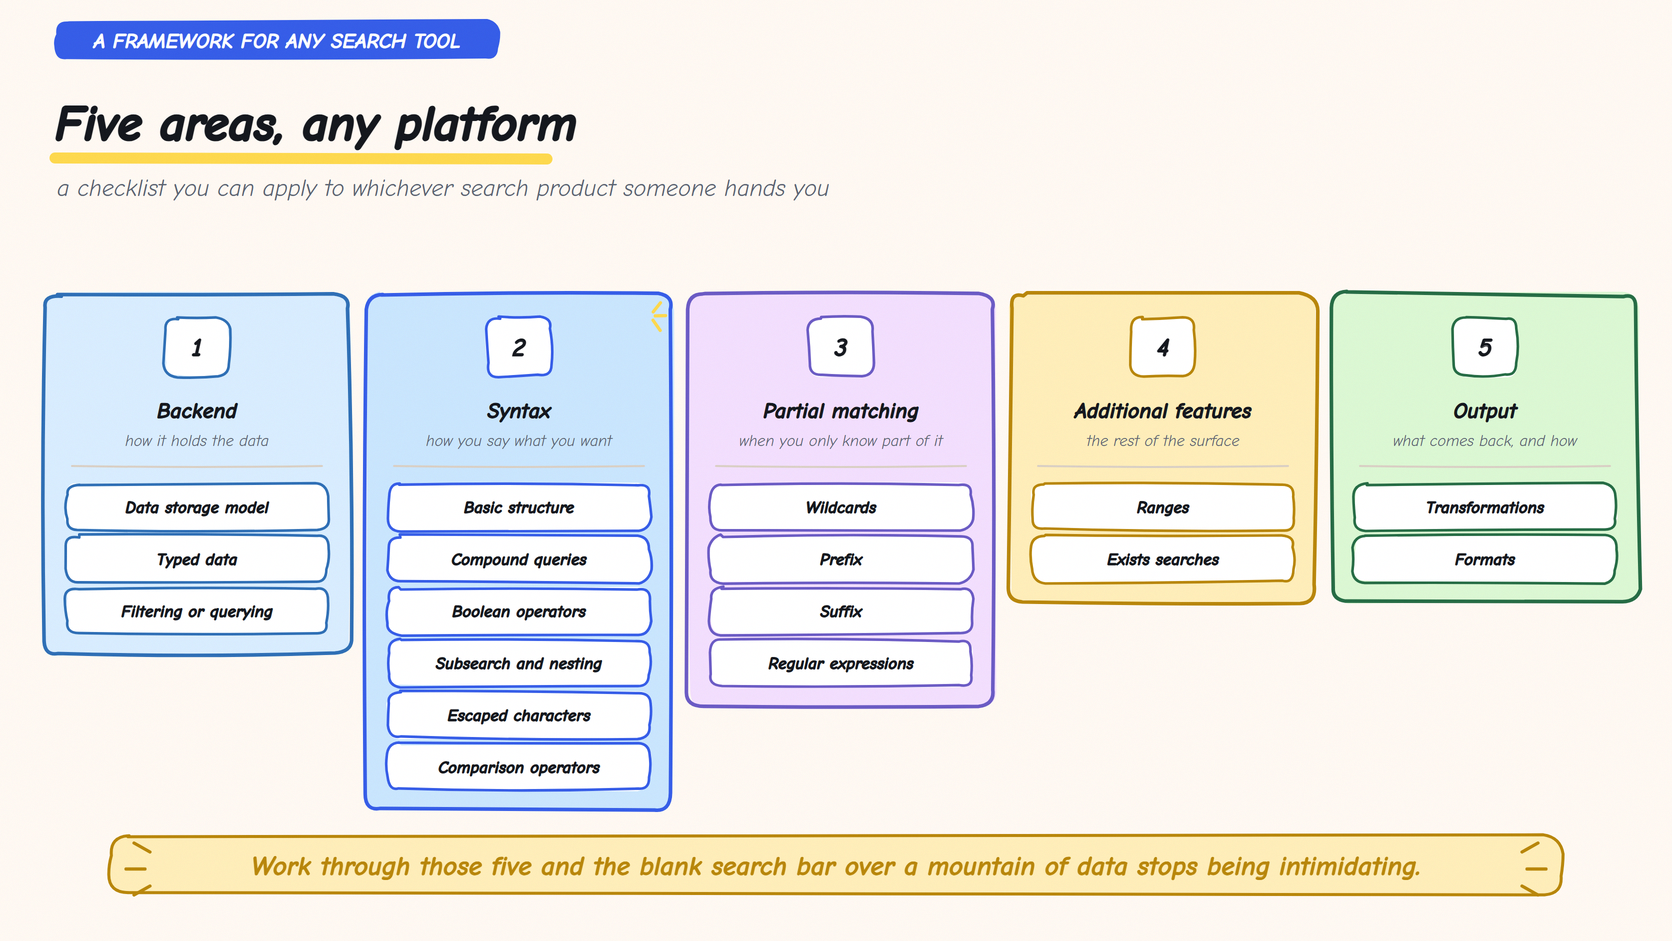 A FRAMEWORK FOR ANY SEARCH TOOL
Five areas, any platform
a checklist you can apply to whichever search product someone hands you
1
Backend
how it holds the data
Data storage model
Typed data
Filtering or querying
2
Syntax
how you say what you want
Basic structure
Compound queries
Boolean operators
Subsearch and nesting
Escaped characters
Comparison operators
3
Partial matching
when you only know part of it
Wildcards
Prefix
Suffix
Regular expressions
4
Additional features
the rest of the surface
Ranges
Exists searches
5
Output
what comes back, and how
Transformations
Formats
Work through those five and the blank search bar over a mountain of data stops being intimidating.